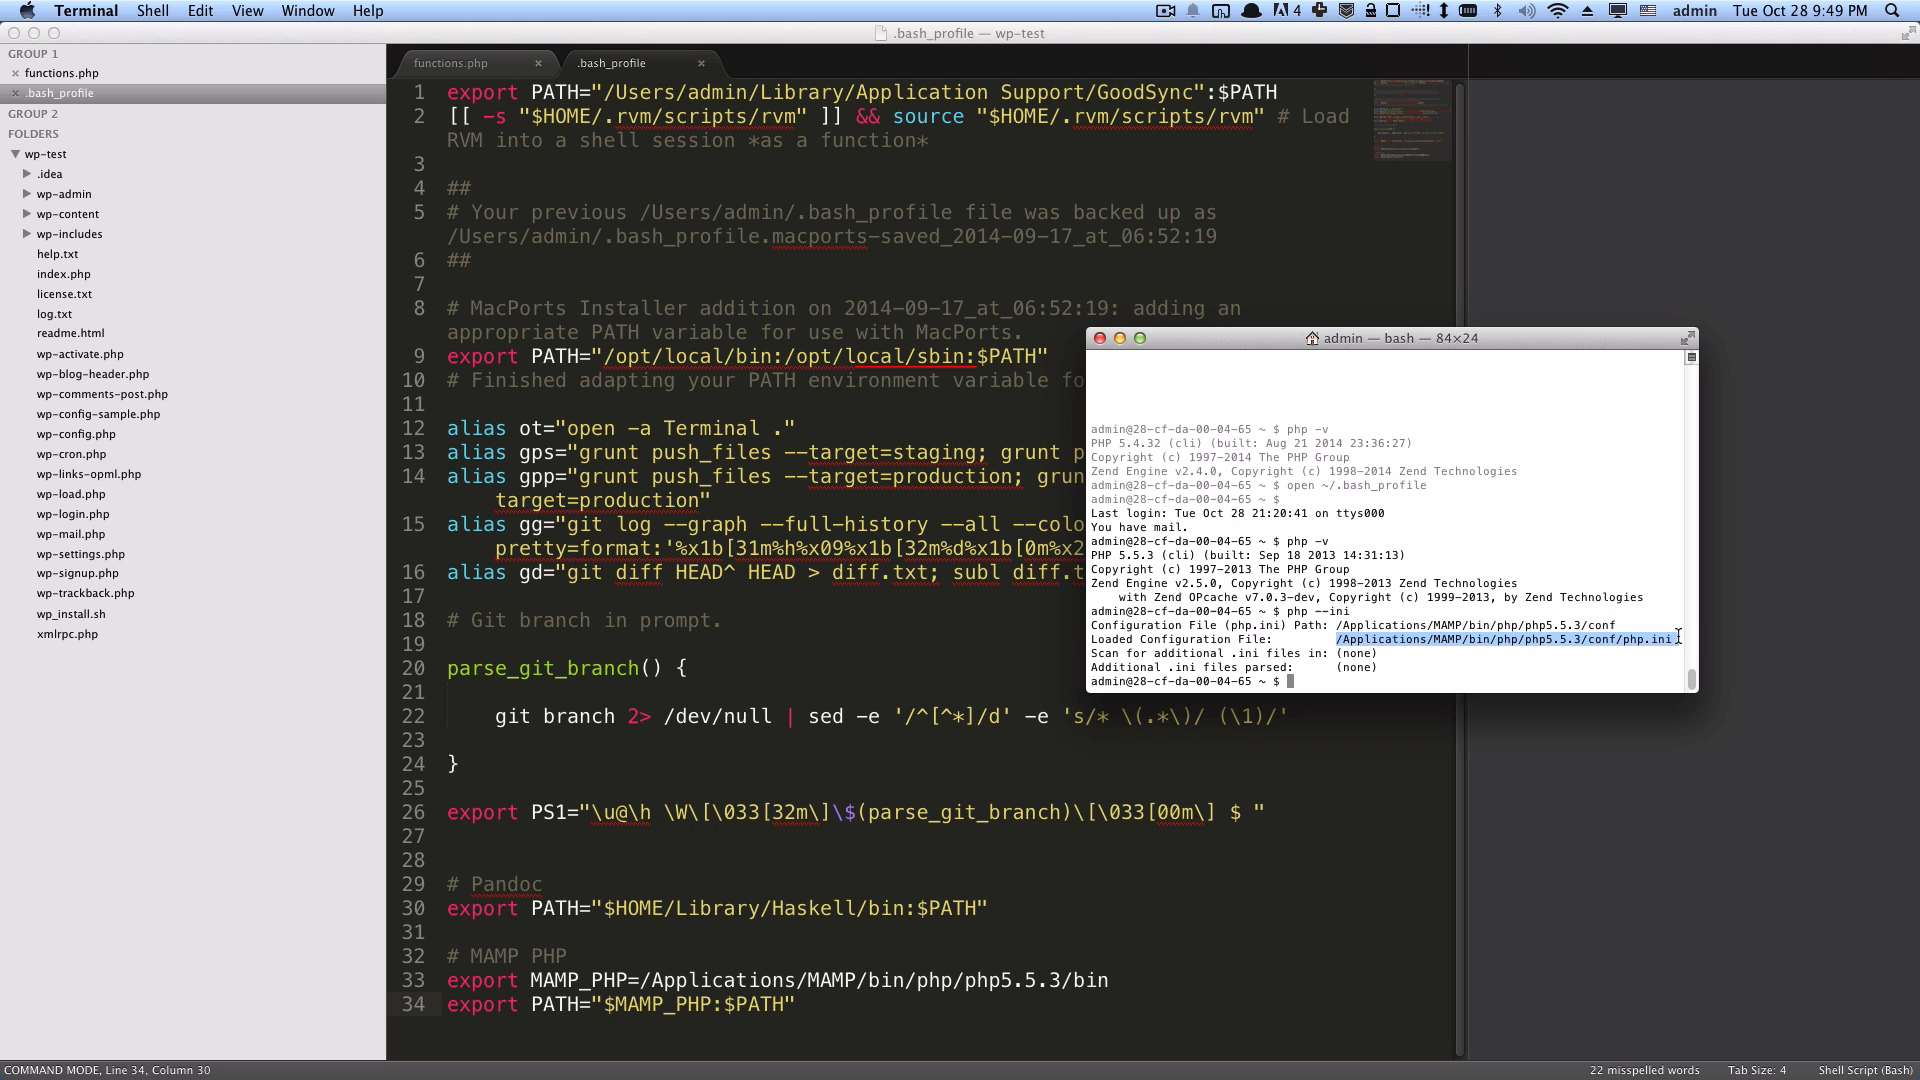 Terminal Shell Edit View Window Help
4 admin Tue Oct 28 9:49 PM
.bash_profile — wp-test
GROUP 1
functions.php
.bash_profile
GROUP 2
FOLDERS
wp-test
.idea
wp-admin
wp-content
wp-includes
help.txt
index.php
license.txt
log.txt
readme.html
wp-activate.php
wp-blog-header.php
wp-comments-post.php
wp-config-sample.php
wp-config.php
wp-cron.php
wp-links-opml.php
wp-load.php
wp-login.php
wp-mail.php
wp-settings.php
wp-signup.php
wp-trackback.php
wp_install.sh
xmlrpc.php
functions.php .bash_profile
1 export PATH="/Users/admin/Library/Application Support/GoodSync":$PATH
2 [[ -s "$HOME/.rvm/scripts/rvm" ]] && source "$HOME/.rvm/scripts/rvm" # Load
RVM into a shell session *as a function*
3
4 ##
5 # Your previous /Users/admin/.bash_profile file was backed up as
/Users/admin/.bash_profile.macports-saved_2014-09-17_at_06:52:19
6 ##
7
8 # MacPorts Installer addition on 2014-09-17_at_06:52:19: adding an
appropriate PATH variable for use with MacPorts.
9 export PATH="/opt/local/bin:/opt/local/sbin:$PATH"
10 # Finished adapting your PATH environment variable fo
11
12 alias ot="open -a Terminal ."
13 alias gps="grunt push_files --target=staging; grunt p
14 alias gpp="grunt push_files --target=production; grun
target=production"
15 alias gg="git log --graph --full-history --all --colo
pretty=format:'%x1b[31m%h%x09%x1b[32m%d%x1b[0m%x2
16 alias gd="git diff HEAD^ HEAD > diff.txt; subl diff.t
17
18 # Git branch in prompt.
19
20 parse_git_branch() {
21
22 git branch 2> /dev/null | sed -e '/^[^*]/d' -e 's/* \(.*\)/ (\1)/'
23
24 }
25
26 export PS1="\u@\h \W\[\033[32m\]\$(parse_git_branch)\[\033[00m\] $ "
27
28
29 # Pandoc
30 export PATH="$HOME/Library/Haskell/bin:$PATH"
31
32 # MAMP PHP
33 export MAMP_PHP=/Applications/MAMP/bin/php/php5.5.3/bin
34 export PATH="$MAMP_PHP:$PATH"
admin — bash — 84×24
admin@28-cf-da-00-04-65 ~ $ php -v
PHP 5.4.32 (cli) (built: Aug 21 2014 23:36:27)
Copyright (c) 1997-2014 The PHP Group
Zend Engine v2.4.0, Copyright (c) 1998-2014 Zend Technologies
admin@28-cf-da-00-04-65 ~ $ open ~/.bash_profile
admin@28-cf-da-00-04-65 ~ $
Last login: Tue Oct 28 21:20:41 on ttys000
You have mail.
admin@28-cf-da-00-04-65 ~ $ php -v
PHP 5.5.3 (cli) (built: Sep 18 2013 14:31:13)
Copyright (c) 1997-2013 The PHP Group
Zend Engine v2.5.0, Copyright (c) 1998-2013 Zend Technologies
with Zend OPcache v7.0.3-dev, Copyright (c) 1999-2013, by Zend Technologies
admin@28-cf-da-00-04-65 ~ $ php --ini
Configuration File (php.ini) Path: /Applications/MAMP/bin/php/php5.5.3/conf
Loaded Configuration File: /Applications/MAMP/bin/php/php5.5.3/conf/php.ini
Scan for additional .ini files in: (none)
Additional .ini files parsed: (none)
admin@28-cf-da-00-04-65 ~ $
COMMAND MODE, Line 34, Column 30
22 misspelled words Tab Size: 4 Shell Script (Bash)